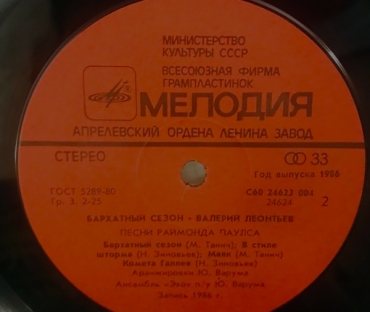 МИНИСТЕРСТВО
КУЛЬТУРЫ СССР
ВСЕСОЮЗНАЯ ФИРМА
ГРАМПЛАСТИНОК
МЕЛОДИЯ
АПРЕЛЕВСКИЙ ОРДЕНА ЛЕНИНА ЗАВОД
СТЕРЕО 33
Год выпуска 1986
ГОСТ 5289-80 С60 24623 004
Гр. 3. 2-25 24624 2
БАРХАТНЫЙ СЕЗОН · ВАЛЕРИЙ ЛЕОНТЬЕВ
ПЕСНИ РАЙМОНДА ПАУЛСА
Бархатный сезон (М. Танич), В стиле
шторма (Н. Зиновьев); Маяк (М. Танич)
Комета Галлея (Н. Зиновьев)
Аранжировки Ю. Варума
Ансамбль «Эхо» п/у Ю. Варума
Запись 1986 г.